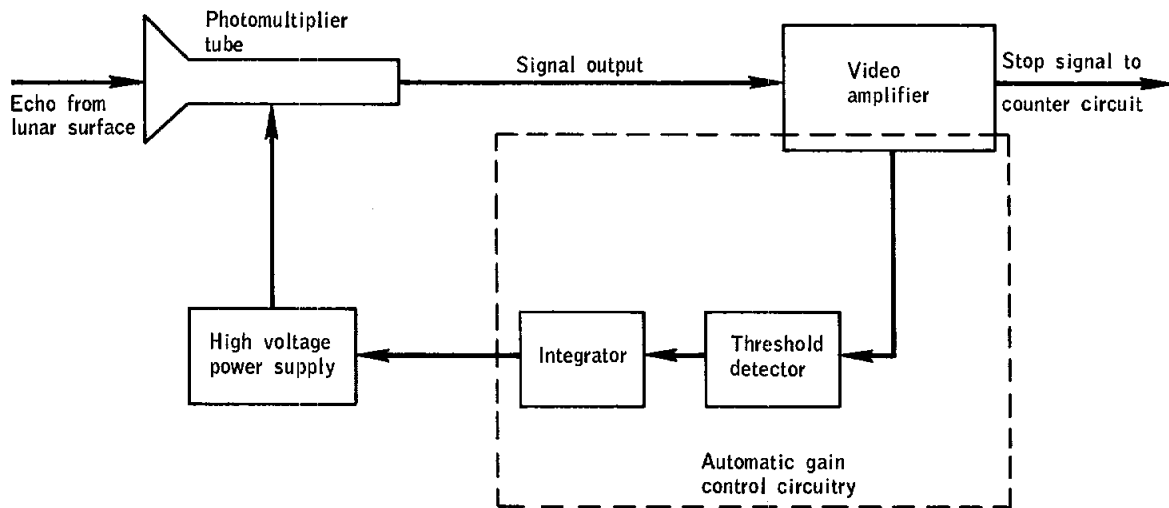 Photomultiplier
tube
Echo from
lunar surface
Signal output
Video
amplifier
Stop signal to
counter circuit
High voltage
power supply
Integrator
Threshold
detector
Automatic gain
control circuitry